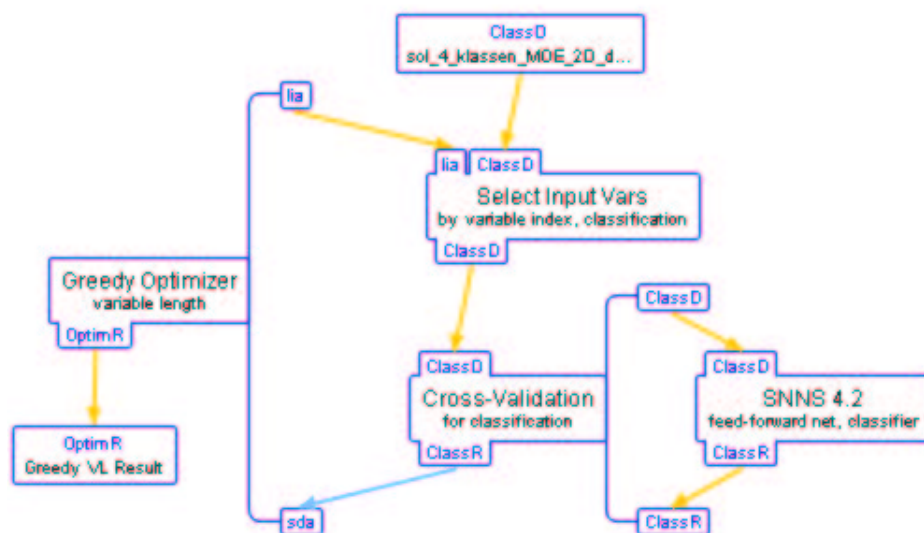 ClassD
sol_4_klassen_MOE_2D_d...
lia
lia
ClassD
Select Input Vars
by variable index, classification
ClassD
Greedy Optimizer
variable length
OptimR
ClassD
ClassD
Cross-Validation
for classification
ClassR
ClassD
SNNS 4.2
feed-forward net, classifier
ClassR
OptimR
Greedy VL Result
sda
ClassR